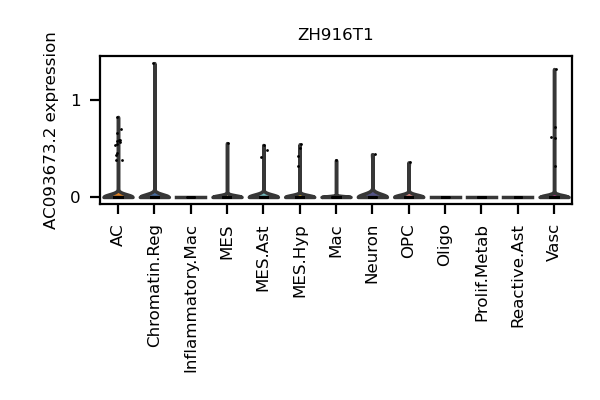 ZH916T1
AC093673.2 expression
1
0
AC
Chromatin.Reg
Inflammatory.Mac
MES
MES.Ast
MES.Hyp
Mac
Neuron
OPC
Oligo
Prolif.Metab
Reactive.Ast
Vasc